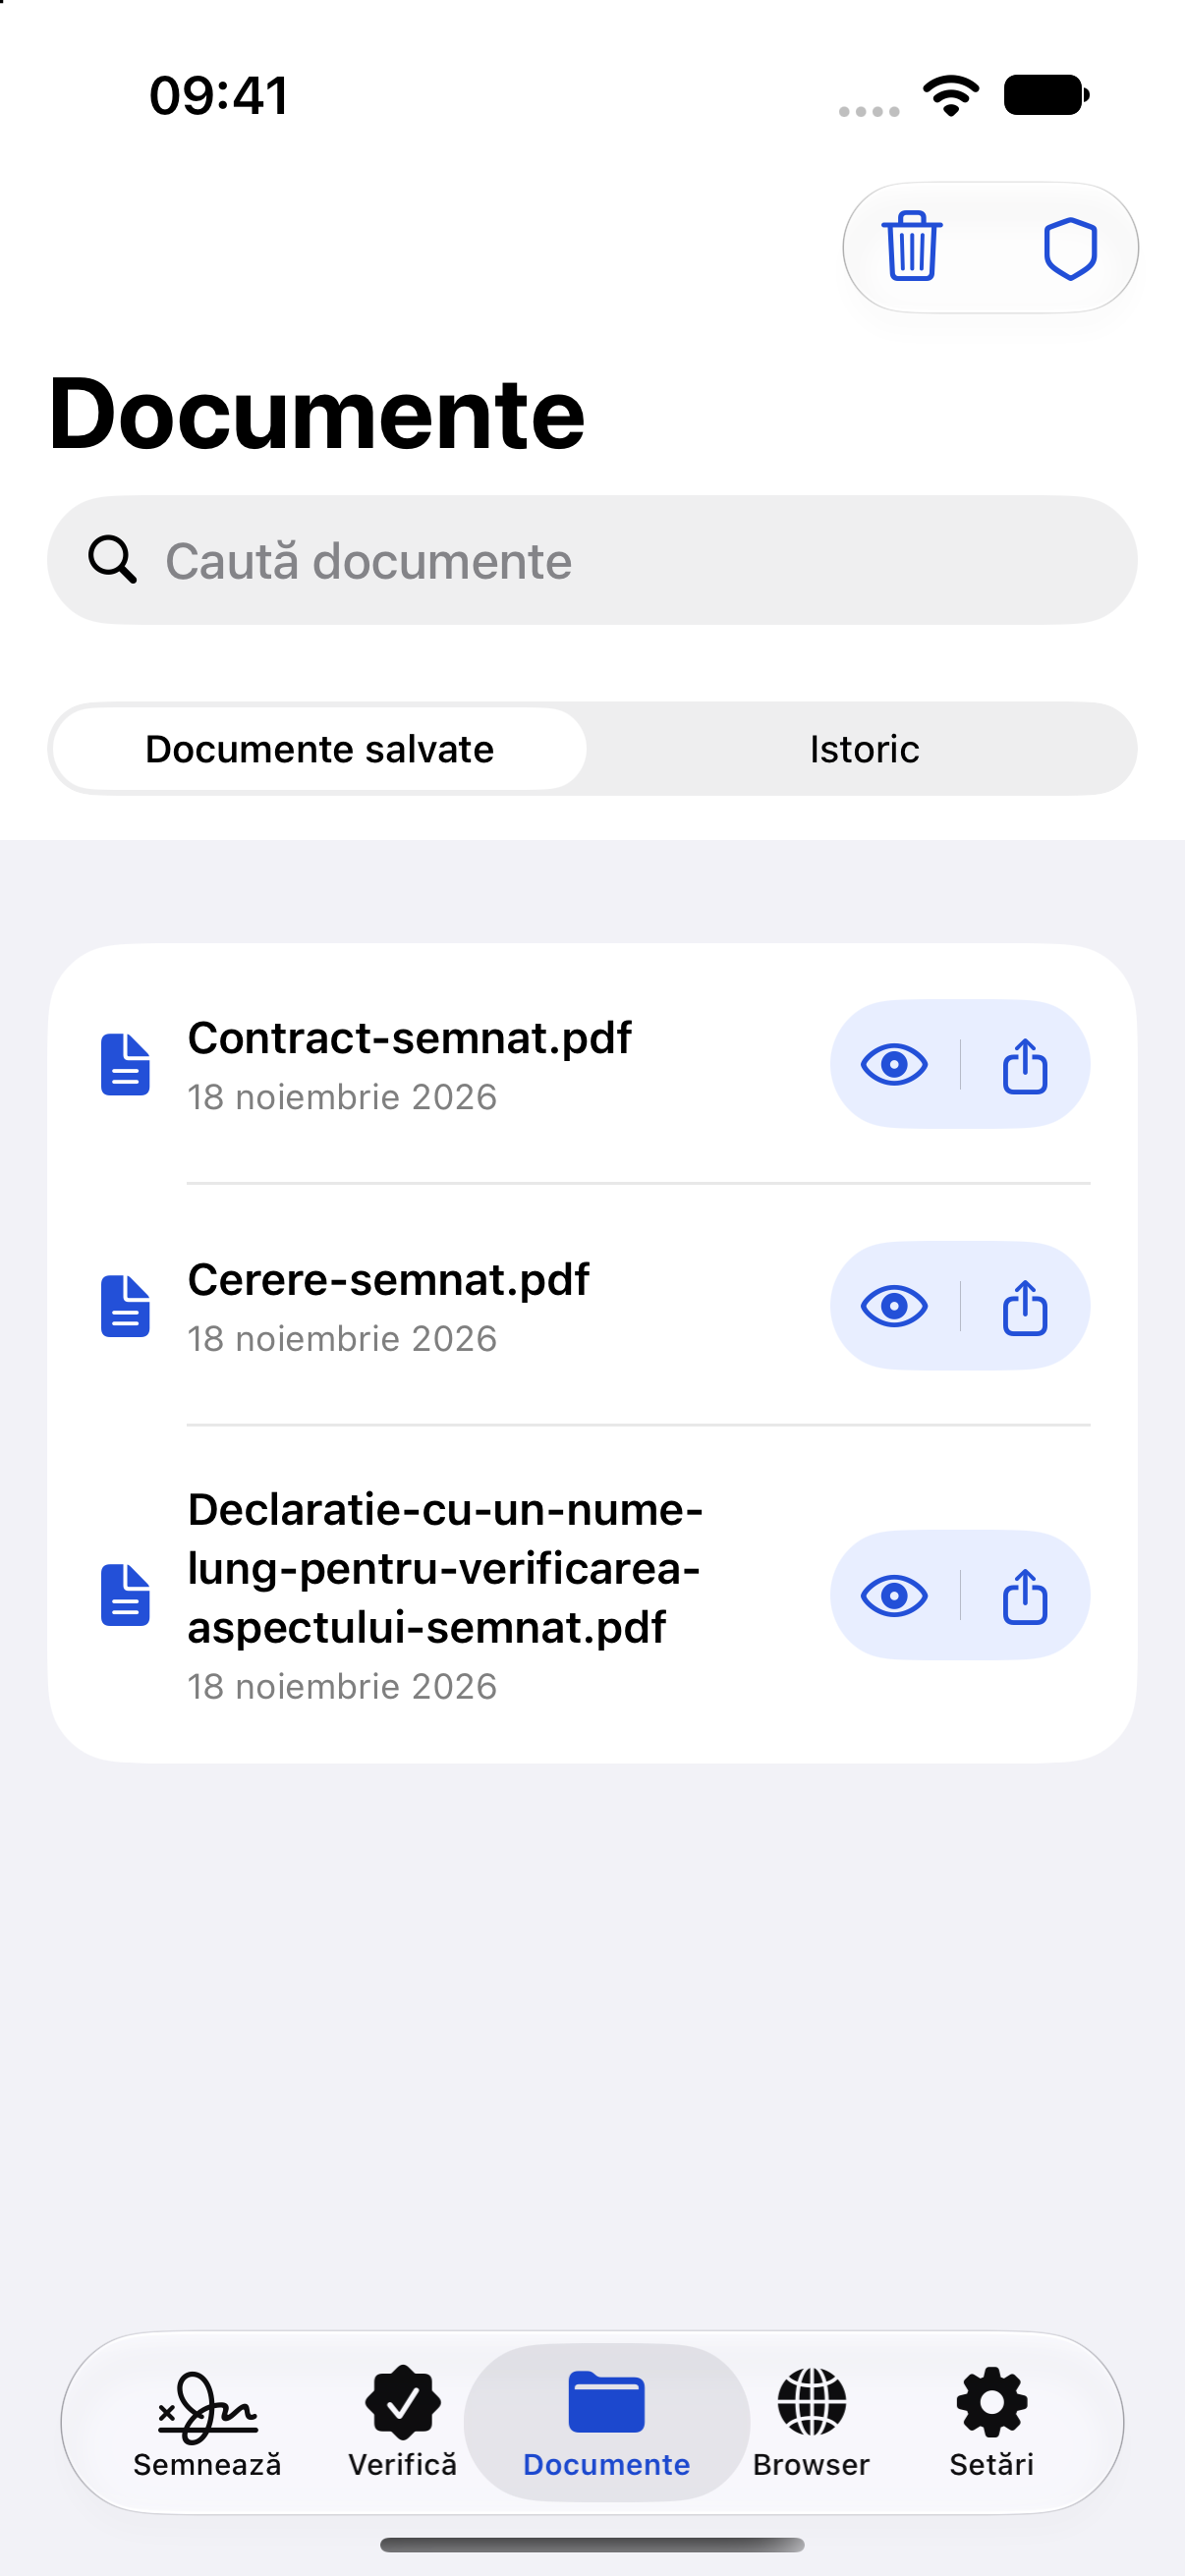 09:41
Documente
Caută documente
Documente salvate
Istoric
Contract-semnat.pdf
18 noiembrie 2026
Cerere-semnat.pdf
18 noiembrie 2026
Declaratie-cu-un-nume-
lung-pentru-verificarea-
aspectului-semnat.pdf
18 noiembrie 2026
Semnează
Verifică
Documente
Browser
Setări